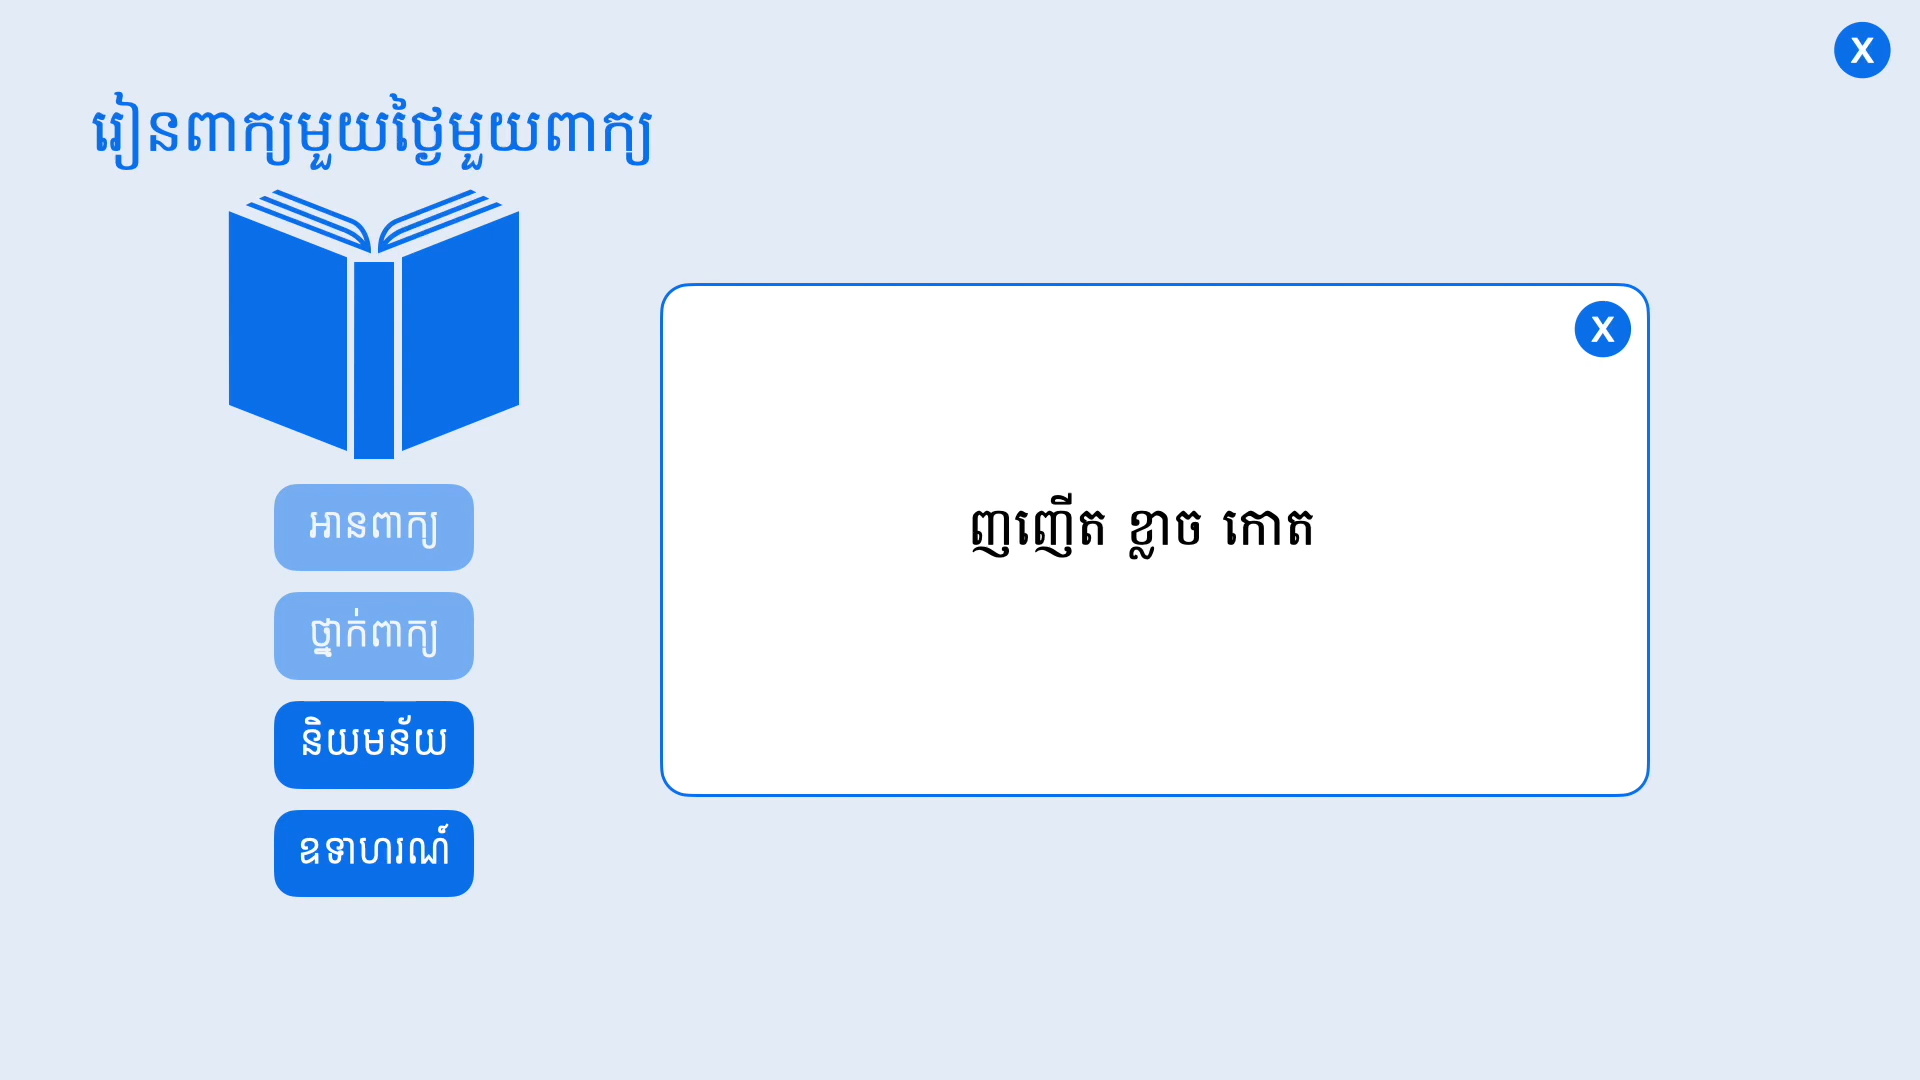 X
រៀនពាក្យមួយថ្ងៃមួយពាក្យ
X
ញញើត ខ្លាច កោត
អានពាក្យ
ថ្នាក់ពាក្យ
និយមន័យ
ឧទាហរណ៍